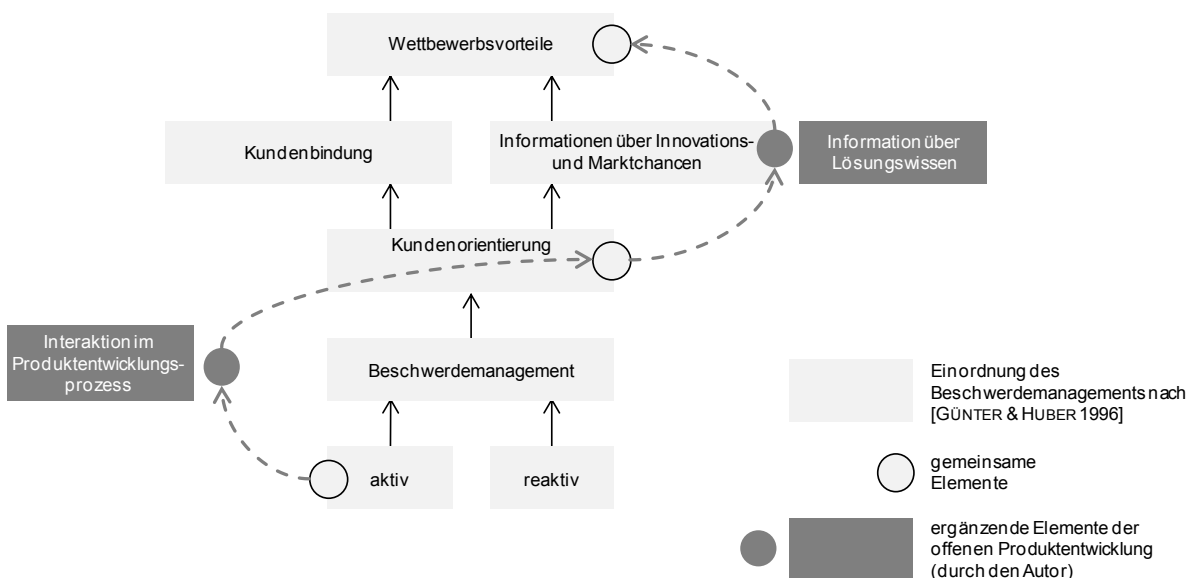 Wettbewerbsvorteile
Kundenbindung
Informationen über Innovations-
und Marktchancen
Information über
Lösungswissen
Kundenorientierung
Interaktion im
Produktentwicklungs-
prozess
Beschwerdemanagement
aktiv
reaktiv
Einordnung des
Beschwerdemanagements nach
[GÜNTER & HUBER 1996]
gemeinsame
Elemente
ergänzende Elemente der
offenen Produktentwicklung
(durch den Autor)